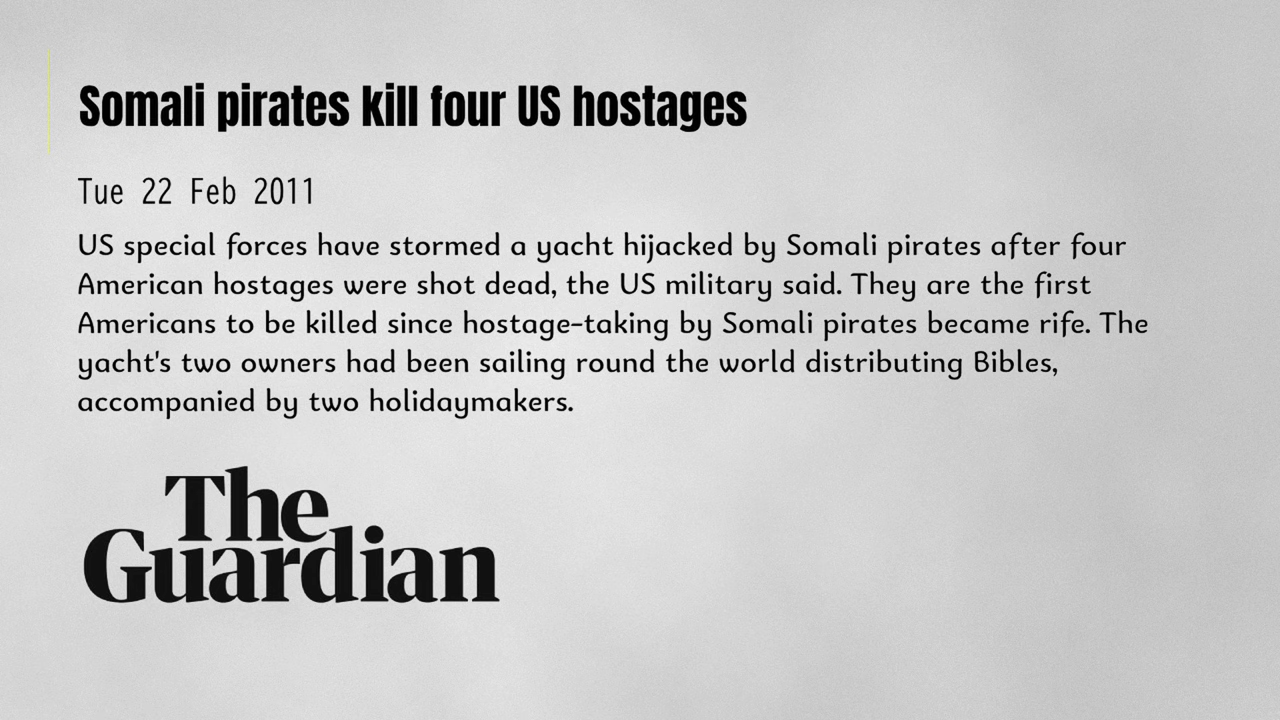 Somali pirates kill four US hostages
Tue 22 Feb 2011
US special forces have stormed a yacht hijacked by Somali pirates after four
American hostages were shot dead, the US military said. They are the first
Americans to be killed since hostage-taking by Somali pirates became rife. The
yacht's two owners had been sailing round the world distributing Bibles,
accompanied by two holidaymakers.
The
Guardian